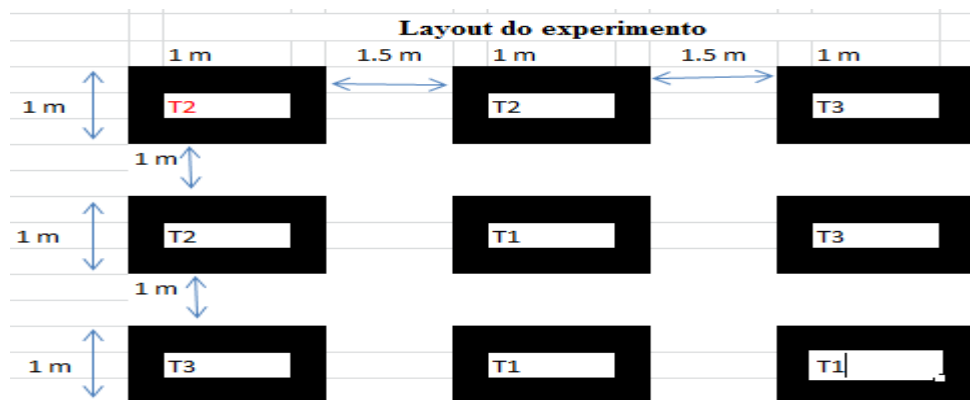 Layout do experimento
1 m 1.5 m 1 m 1.5 m 1 m
1 m T2 T2 T3
1 m
1 m T2 T1 T3
1 m
1 m T3 T1 T1